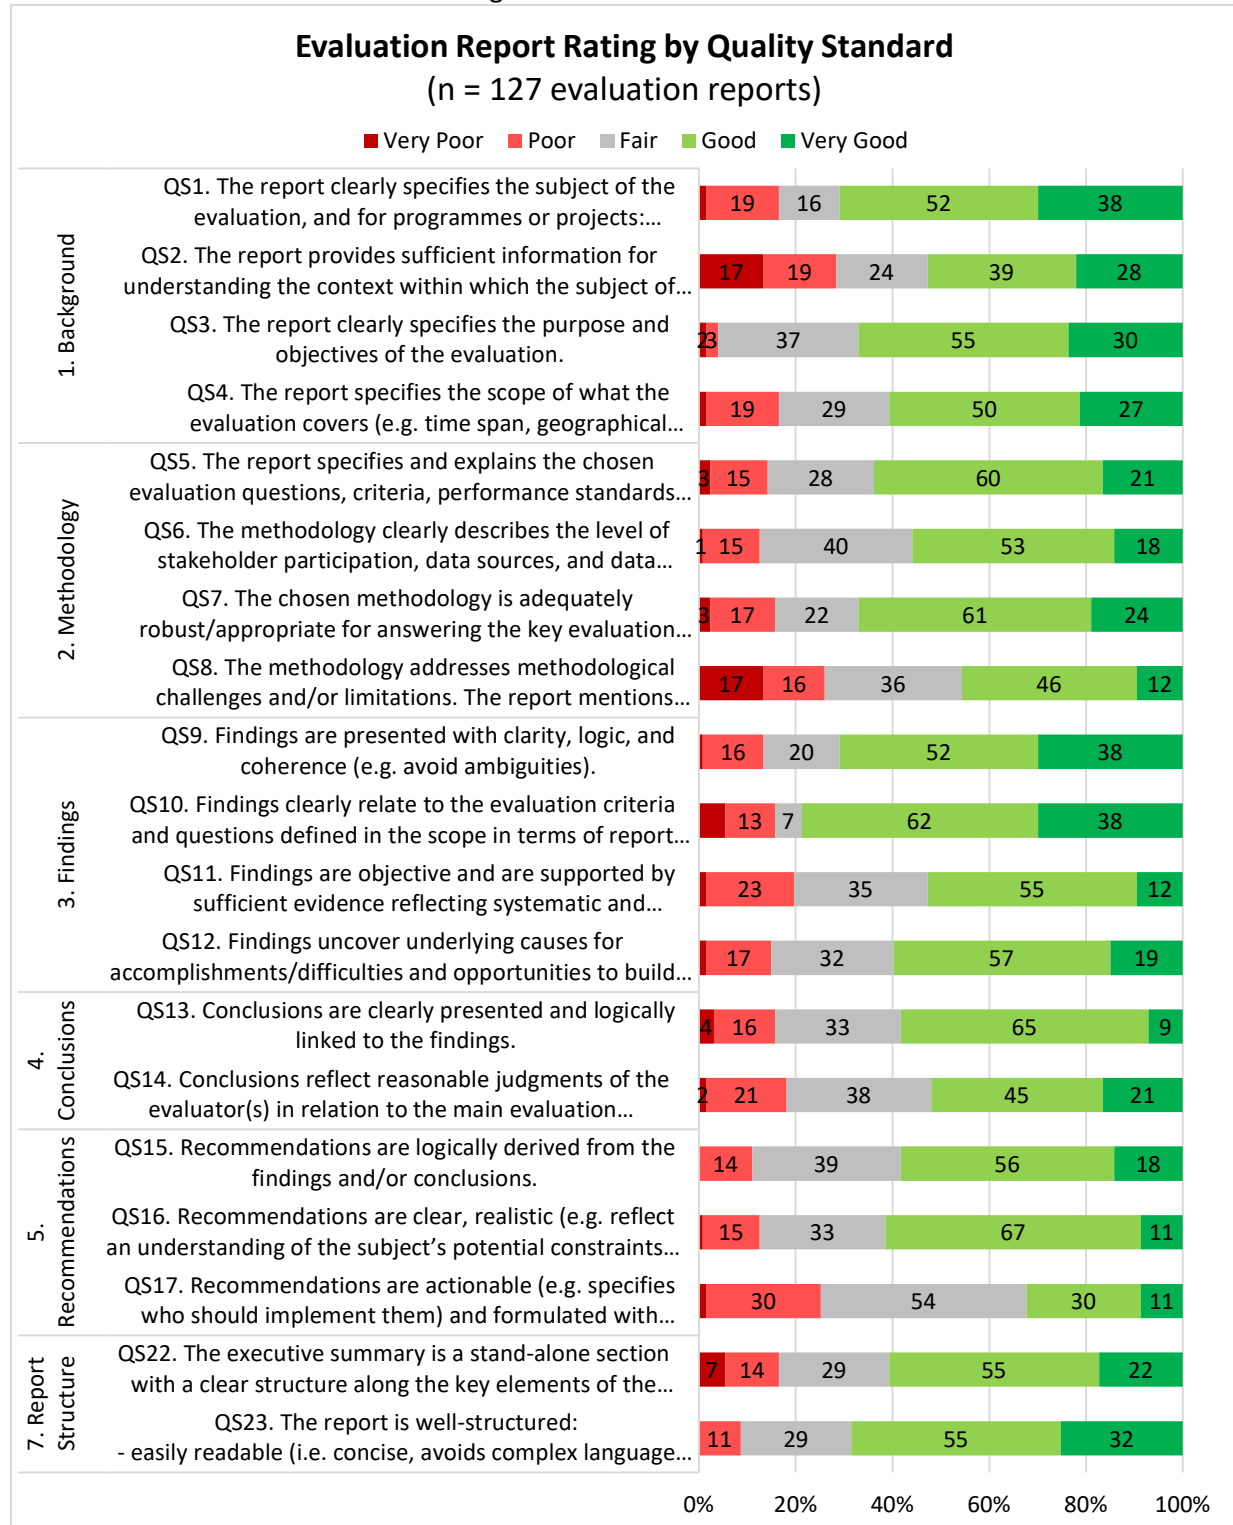 Evaluation Report Rating by Quality Standard
(n = 127 evaluation reports)
Very Poor Poor Fair Good Very Good
1. Background
QS1. The report clearly specifies the subject of the
evaluation, and for programmes or projects:...
19 16 52 38
QS2. The report provides sufficient information for
understanding the context within which the subject of...
17 19 24 39 28
QS3. The report clearly specifies the purpose and
objectives of the evaluation.
2 3 37 55 30
QS4. The report specifies the scope of what the
evaluation covers (e.g. time span, geographical...
19 29 50 27
2. Methodology
QS5. The report specifies and explains the chosen
evaluation questions, criteria, performance standards...
3 15 28 60 21
QS6. The methodology clearly describes the level of
stakeholder participation, data sources, and data...
1 15 40 53 18
QS7. The chosen methodology is adequately
robust/appropriate for answering the key evaluation...
3 17 22 61 24
QS8. The methodology addresses methodological
challenges and/or limitations. The report mentions...
17 16 36 46 12
3. Findings
QS9. Findings are presented with clarity, logic, and
coherence (e.g. avoid ambiguities).
16 20 52 38
QS10. Findings clearly relate to the evaluation criteria
and questions defined in the scope in terms of report...
13 7 62 38
QS11. Findings are objective and are supported by
sufficient evidence reflecting systematic and...
23 35 55 12
QS12. Findings uncover underlying causes for
accomplishments/difficulties and opportunities to build...
17 32 57 19
4.
Conclusions
QS13. Conclusions are clearly presented and logically
linked to the findings.
4 16 33 65 9
QS14. Conclusions reflect reasonable judgments of the
evaluator(s) in relation to the main evaluation...
2 21 38 45 21
5.
Recommendations
QS15. Recommendations are logically derived from the
findings and/or conclusions.
14 39 56 18
QS16. Recommendations are clear, realistic (e.g. reflect
an understanding of the subject's potential constraints...
15 33 67 11
QS17. Recommendations are actionable (e.g. specifies
who should implement them) and formulated with...
30 54 30 11
7. Report
Structure
QS22. The executive summary is a stand-alone section
with a clear structure along the key elements of the...
7 14 29 55 22
QS23. The report is well-structured:
- easily readable (i.e. concise, avoids complex language...
11 29 55 32
0% 20% 40% 60% 80% 100%